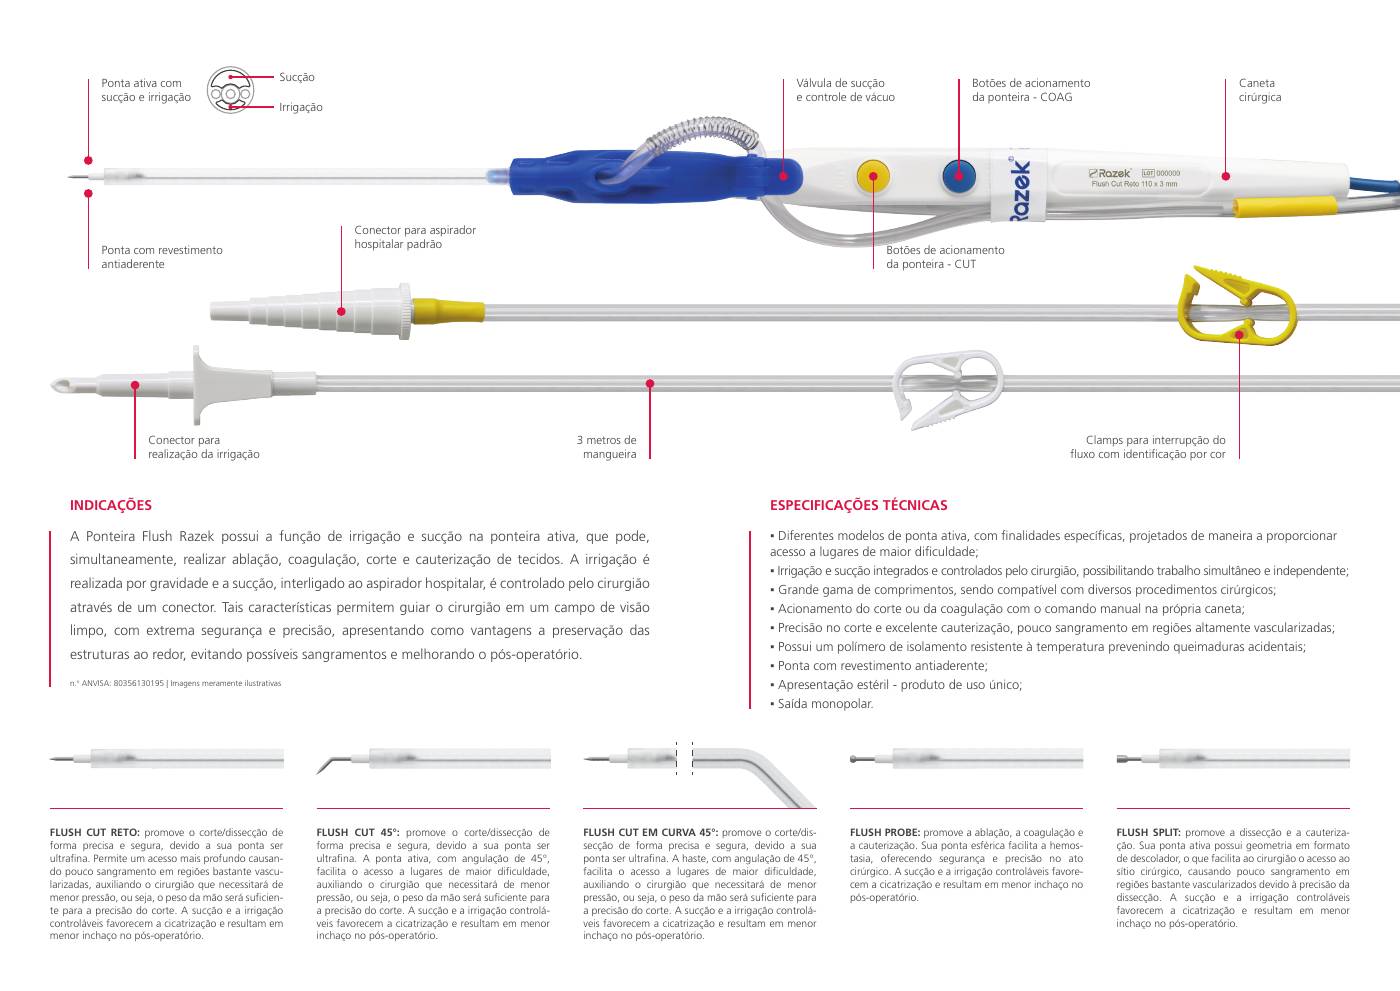 Ponta ativa com
sucção e irrigação
Sucção
Irrigação
Válvula de sucção
e controle de vácuo
Botões de acionamento
da ponteira - COAG
Caneta
cirúrgica
Razek®
Razek® LOT 000000
Flush Cut Reto 110 x 3 mm
Ponta com revestimento
antiaderente
Conector para aspirador
hospitalar padrão
Botões de acionamento
da ponteira - CUT
Conector para
realização da irrigação
3 metros de
mangueira
Clamps para interrupção do
fluxo com identificação por cor
INDICAÇÕES
A Ponteira Flush Razek possui a função de irrigação e sucção na ponteira ativa, que pode,
simultaneamente, realizar ablação, coagulação, corte e cauterização de tecidos. A irrigação é
realizada por gravidade e a sucção, interligado ao aspirador hospitalar, é controlado pelo cirurgião
através de um conector. Tais características permitem guiar o cirurgião em um campo de visão
limpo, com extrema segurança e precisão, apresentando como vantagens a preservação das
estruturas ao redor, evitando possíveis sangramentos e melhorando o pós-operatório.
n.º ANVISA: 80356130195 | Imagens meramente ilustrativas
ESPECIFICAÇÕES TÉCNICAS
▪ Diferentes modelos de ponta ativa, com finalidades específicas, projetados de maneira a proporcionar
acesso a lugares de maior dificuldade;
▪ Irrigação e sucção integrados e controlados pelo cirurgião, possibilitando trabalho simultâneo e independente;
▪ Grande gama de comprimentos, sendo compatível com diversos procedimentos cirúrgicos;
▪ Acionamento do corte ou da coagulação com o comando manual na própria caneta;
▪ Precisão no corte e excelente cauterização, pouco sangramento em regiões altamente vascularizadas;
▪ Possui um polímero de isolamento resistente à temperatura prevenindo queimaduras acidentais;
▪ Ponta com revestimento antiaderente;
▪ Apresentação estéril - produto de uso único;
▪ Saída monopolar.
FLUSH CUT RETO: promove o corte/dissecção de
forma precisa e segura, devido a sua ponta ser
ultrafina. Permite um acesso mais profundo causan-
do pouco sangramento em regiões bastante vascu-
larizadas, auxiliando o cirurgião que necessitará de
menor pressão, ou seja, o peso da mão será suficien-
te para a precisão do corte. A sucção e a irrigação
controláveis favorecem a cicatrização e resultam em
menor inchaço no pós-operatório.
FLUSH CUT 45°: promove o corte/dissecção de
forma precisa e segura, devido a sua ponta ser
ultrafina. A ponta ativa, com angulação de 45°,
facilita o acesso a lugares de maior dificuldade,
auxiliando o cirurgião que necessitará de menor
pressão, ou seja, o peso da mão será suficiente para
a precisão do corte. A sucção e a irrigação controlá-
veis favorecem a cicatrização e resultam em menor
inchaço no pós-operatório.
FLUSH CUT EM CURVA 45°: promove o corte/dis-
secção de forma precisa e segura, devido a sua
ponta ser ultrafina. A haste, com angulação de 45°,
facilita o acesso a lugares de maior dificuldade,
auxiliando o cirurgião que necessitará de menor
pressão, ou seja, o peso da mão será suficiente para
a precisão do corte. A sucção e a irrigação controlá-
veis favorecem a cicatrização e resultam em menor
inchaço no pós-operatório.
FLUSH PROBE: promove a ablação, a coagulação e
a cauterização. Sua ponta esférica facilita a hemos-
tasia, oferecendo segurança e precisão no ato
cirúrgico. A sucção e a irrigação controláveis favore-
cem a cicatrização e resultam em menor inchaço no
pós-operatório.
FLUSH SPLIT: promove a dissecção e a cauteriza-
ção. Sua ponta ativa possui geometria em formato
de descolador, o que facilita ao cirurgião o acesso ao
sítio cirúrgico, causando pouco sangramento em
regiões bastante vascularizados devido à precisão da
dissecção. A sucção e a irrigação controláveis
favorecem a cicatrização e resultam em menor
inchaço no pós-operatório.